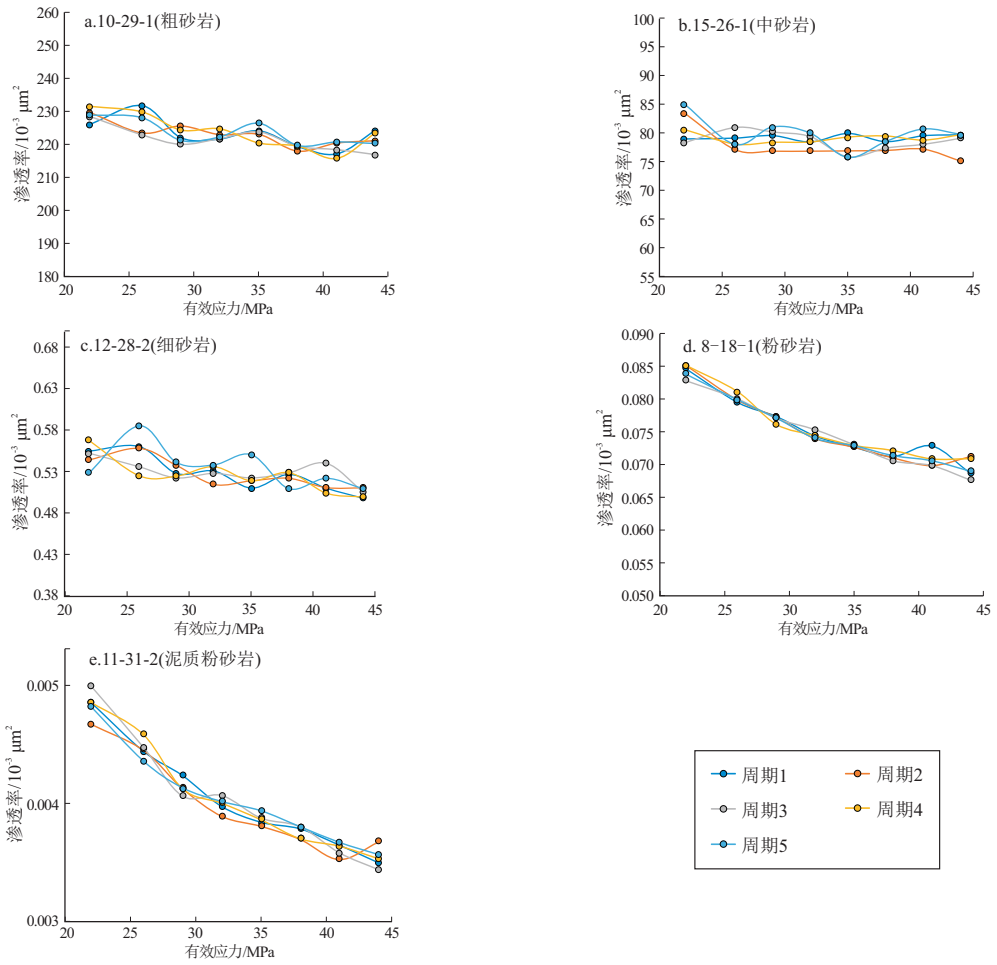 a.10-29-1(粗砂岩)
260
250
240
230
220
210
200
190
180
渗透率/10⁻³ μm²
20 25 30 35 40 45
有效应力/MPa
b.15-26-1(中砂岩)
100
95
90
85
80
75
70
65
60
55
渗透率/10⁻³ μm²
20 25 30 35 40 45
有效应力/MPa
c.12-28-2(细砂岩)
0.68
0.63
0.58
0.53
0.48
0.43
0.38
渗透率/10⁻³ μm²
20 25 30 35 40 45
有效应力/MPa
d. 8-18-1(粉砂岩)
0.090
0.085
0.080
0.075
0.070
0.065
0.060
0.055
0.050
渗透率/10⁻³ μm²
20 25 30 35 40 45
有效应力/MPa
e.11-31-2(泥质粉砂岩)
0.005
0.004
0.003
渗透率/10⁻³ μm²
20 25 30 35 40 45
有效应力/MPa
周期1 周期2
周期3 周期4
周期5